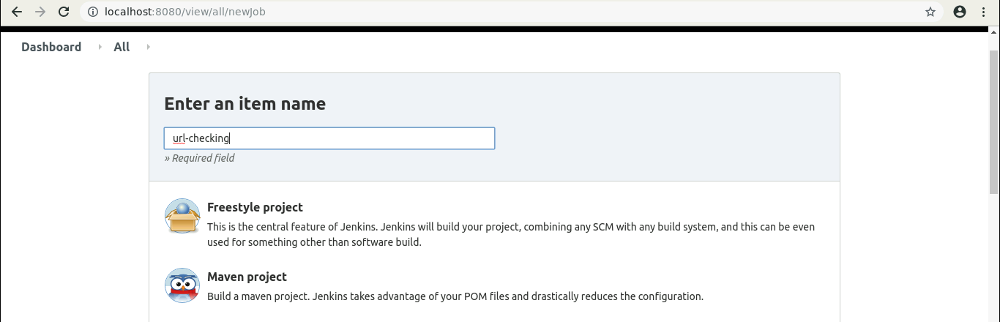 localhost:8080/view/all/newJob
Dashboard All
Enter an item name
url-checking
» Required field
Freestyle project
This is the central feature of Jenkins. Jenkins will build your project, combining any SCM with any build system, and this can be even
used for something other than software build.
Maven project
Build a maven project. Jenkins takes advantage of your POM files and drastically reduces the configuration.